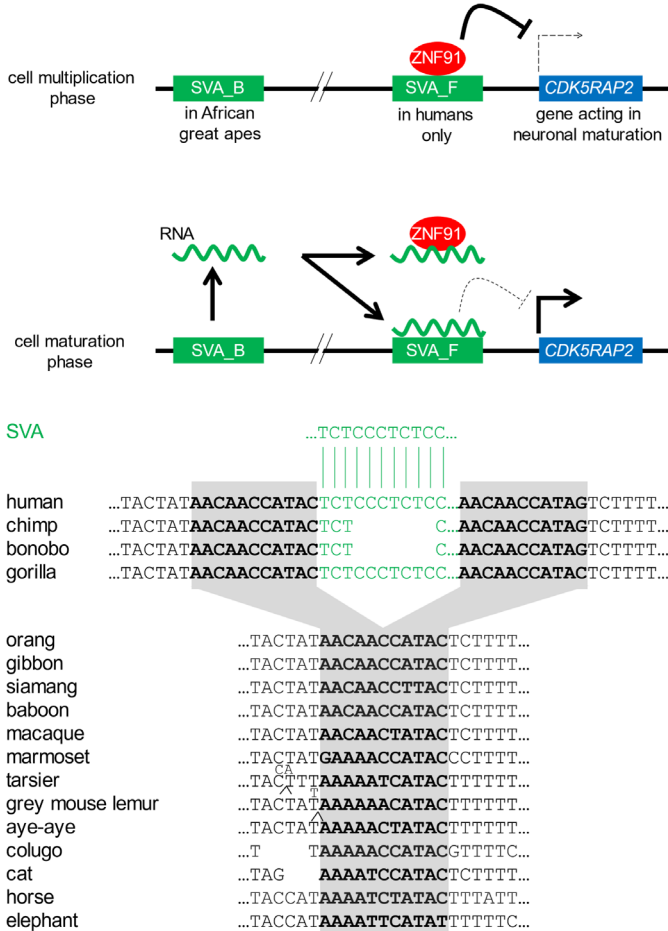 ZNF91
cell multiplication
phase
SVA_B
SVA_F
CDK5RAP2
in African
great apes
in humans
only
gene acting in
neuronal maturation
RNA
ZNF91
cell maturation
phase
SVA_B
SVA_F
CDK5RAP2
SVA
...TCTCCCTCTCC...
human ...TACTATAACAACCATACTCTCCCTCTCC...AACAACCATAGTCTTTT...
chimp ...TACTATAACAACCATACTCT C...AACAACCATAGTCTTTT...
bonobo ...TACTATAACAACCATACTCT C...AACAACCATAGTCTTTT...
gorilla ...TACTATAACAACCATACTCTCCCTCTCC...AACAACCATACTCTTTT...
orang ...TACTATAACAACCATACTCTTTT...
gibbon ...TACTATAACAACCATACTCTTTT...
siamang ...TACTATAACAACCTTACTCTTTT...
baboon ...TACTATAACAACCATACTCTTTT...
macaque ...TACTATAACAACTATACTCTTTT...
marmoset ...TACTATGAAAACCATACCCTTTT...
CA
tarsier ...TACTTTAAAAATCATACTTTTTT...
T
grey mouse lemur ...TACTATAAAAAACATACTTTTTT...
aye-aye ...TACTATAAAAACTATACTTTTTT...
colugo ...T TAAAAACCATACGTTTTC...
cat ...TAG AAAATCCATACTCTTTT...
horse ...TACCATAAAATCTATACTTTATT...
elephant ...TACCATAAAATTCATATTTTTTC...